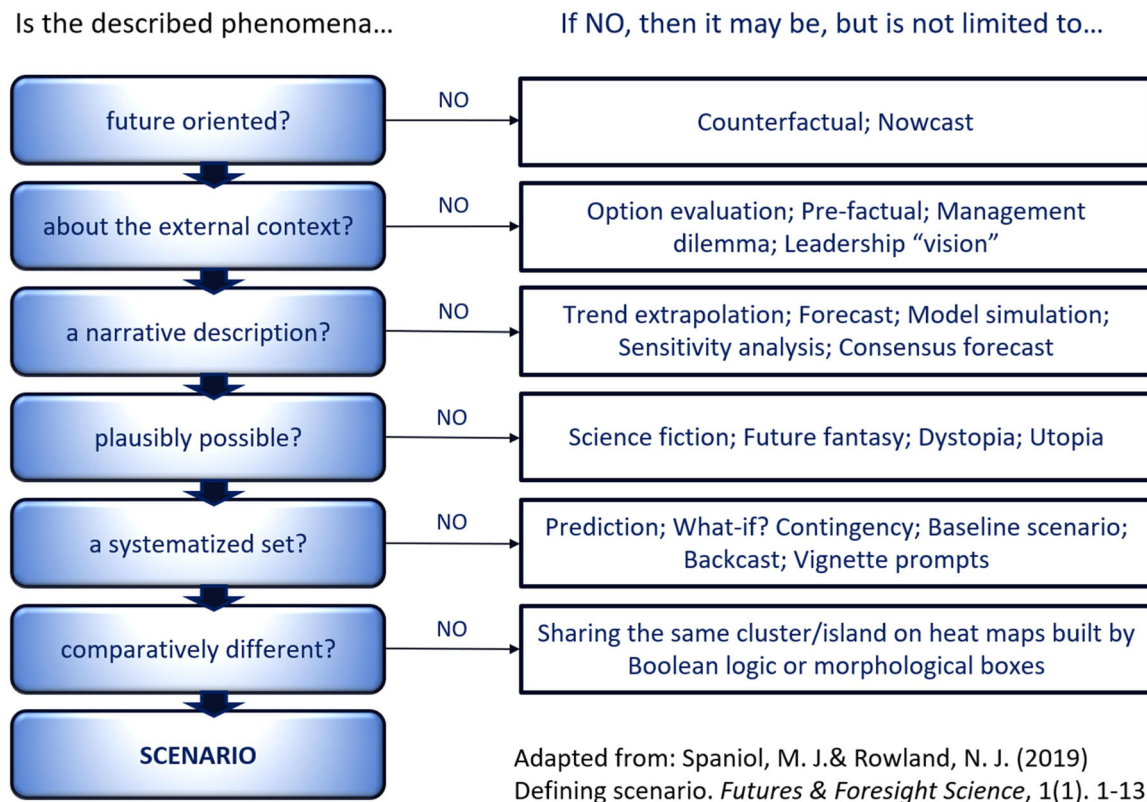 Is the described phenomena...
If NO, then it may be, but is not limited to...
future oriented?
NO
Counterfactual; Nowcast
about the external context?
NO
Option evaluation; Pre-factual; Management
dilemma; Leadership “vision”
a narrative description?
NO
Trend extrapolation; Forecast; Model simulation;
Sensitivity analysis; Consensus forecast
plausibly possible?
NO
Science fiction; Future fantasy; Dystopia; Utopia
a systematized set?
NO
Prediction; What-if? Contingency; Baseline scenario;
Backcast; Vignette prompts
comparatively different?
NO
Sharing the same cluster/island on heat maps built by
Boolean logic or morphological boxes
SCENARIO
Adapted from: Spaniol, M. J.& Rowland, N. J. (2019)
Defining scenario. Futures & Foresight Science, 1(1). 1-13